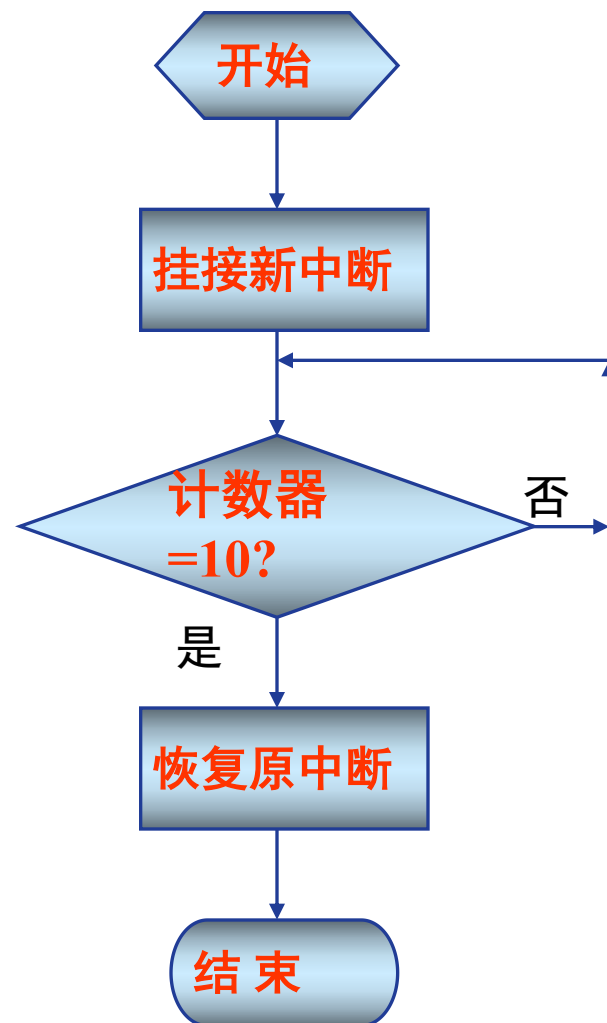 开始
挂接新中断
计数器
=10?
否
是
恢复原中断
结 束